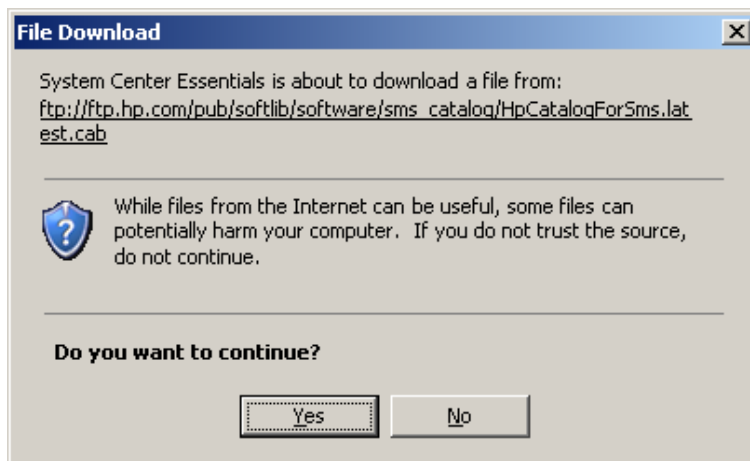 File Download
System Center Essentials is about to download a file from:
ftp://ftp.hp.com/pub/softlib/software/sms_catalog/HpCatalogForSms.lat
est.cab
While files from the Internet can be useful, some files can
potentially harm your computer.  If you do not trust the source,
do not continue.
Do you want to continue?
Yes No